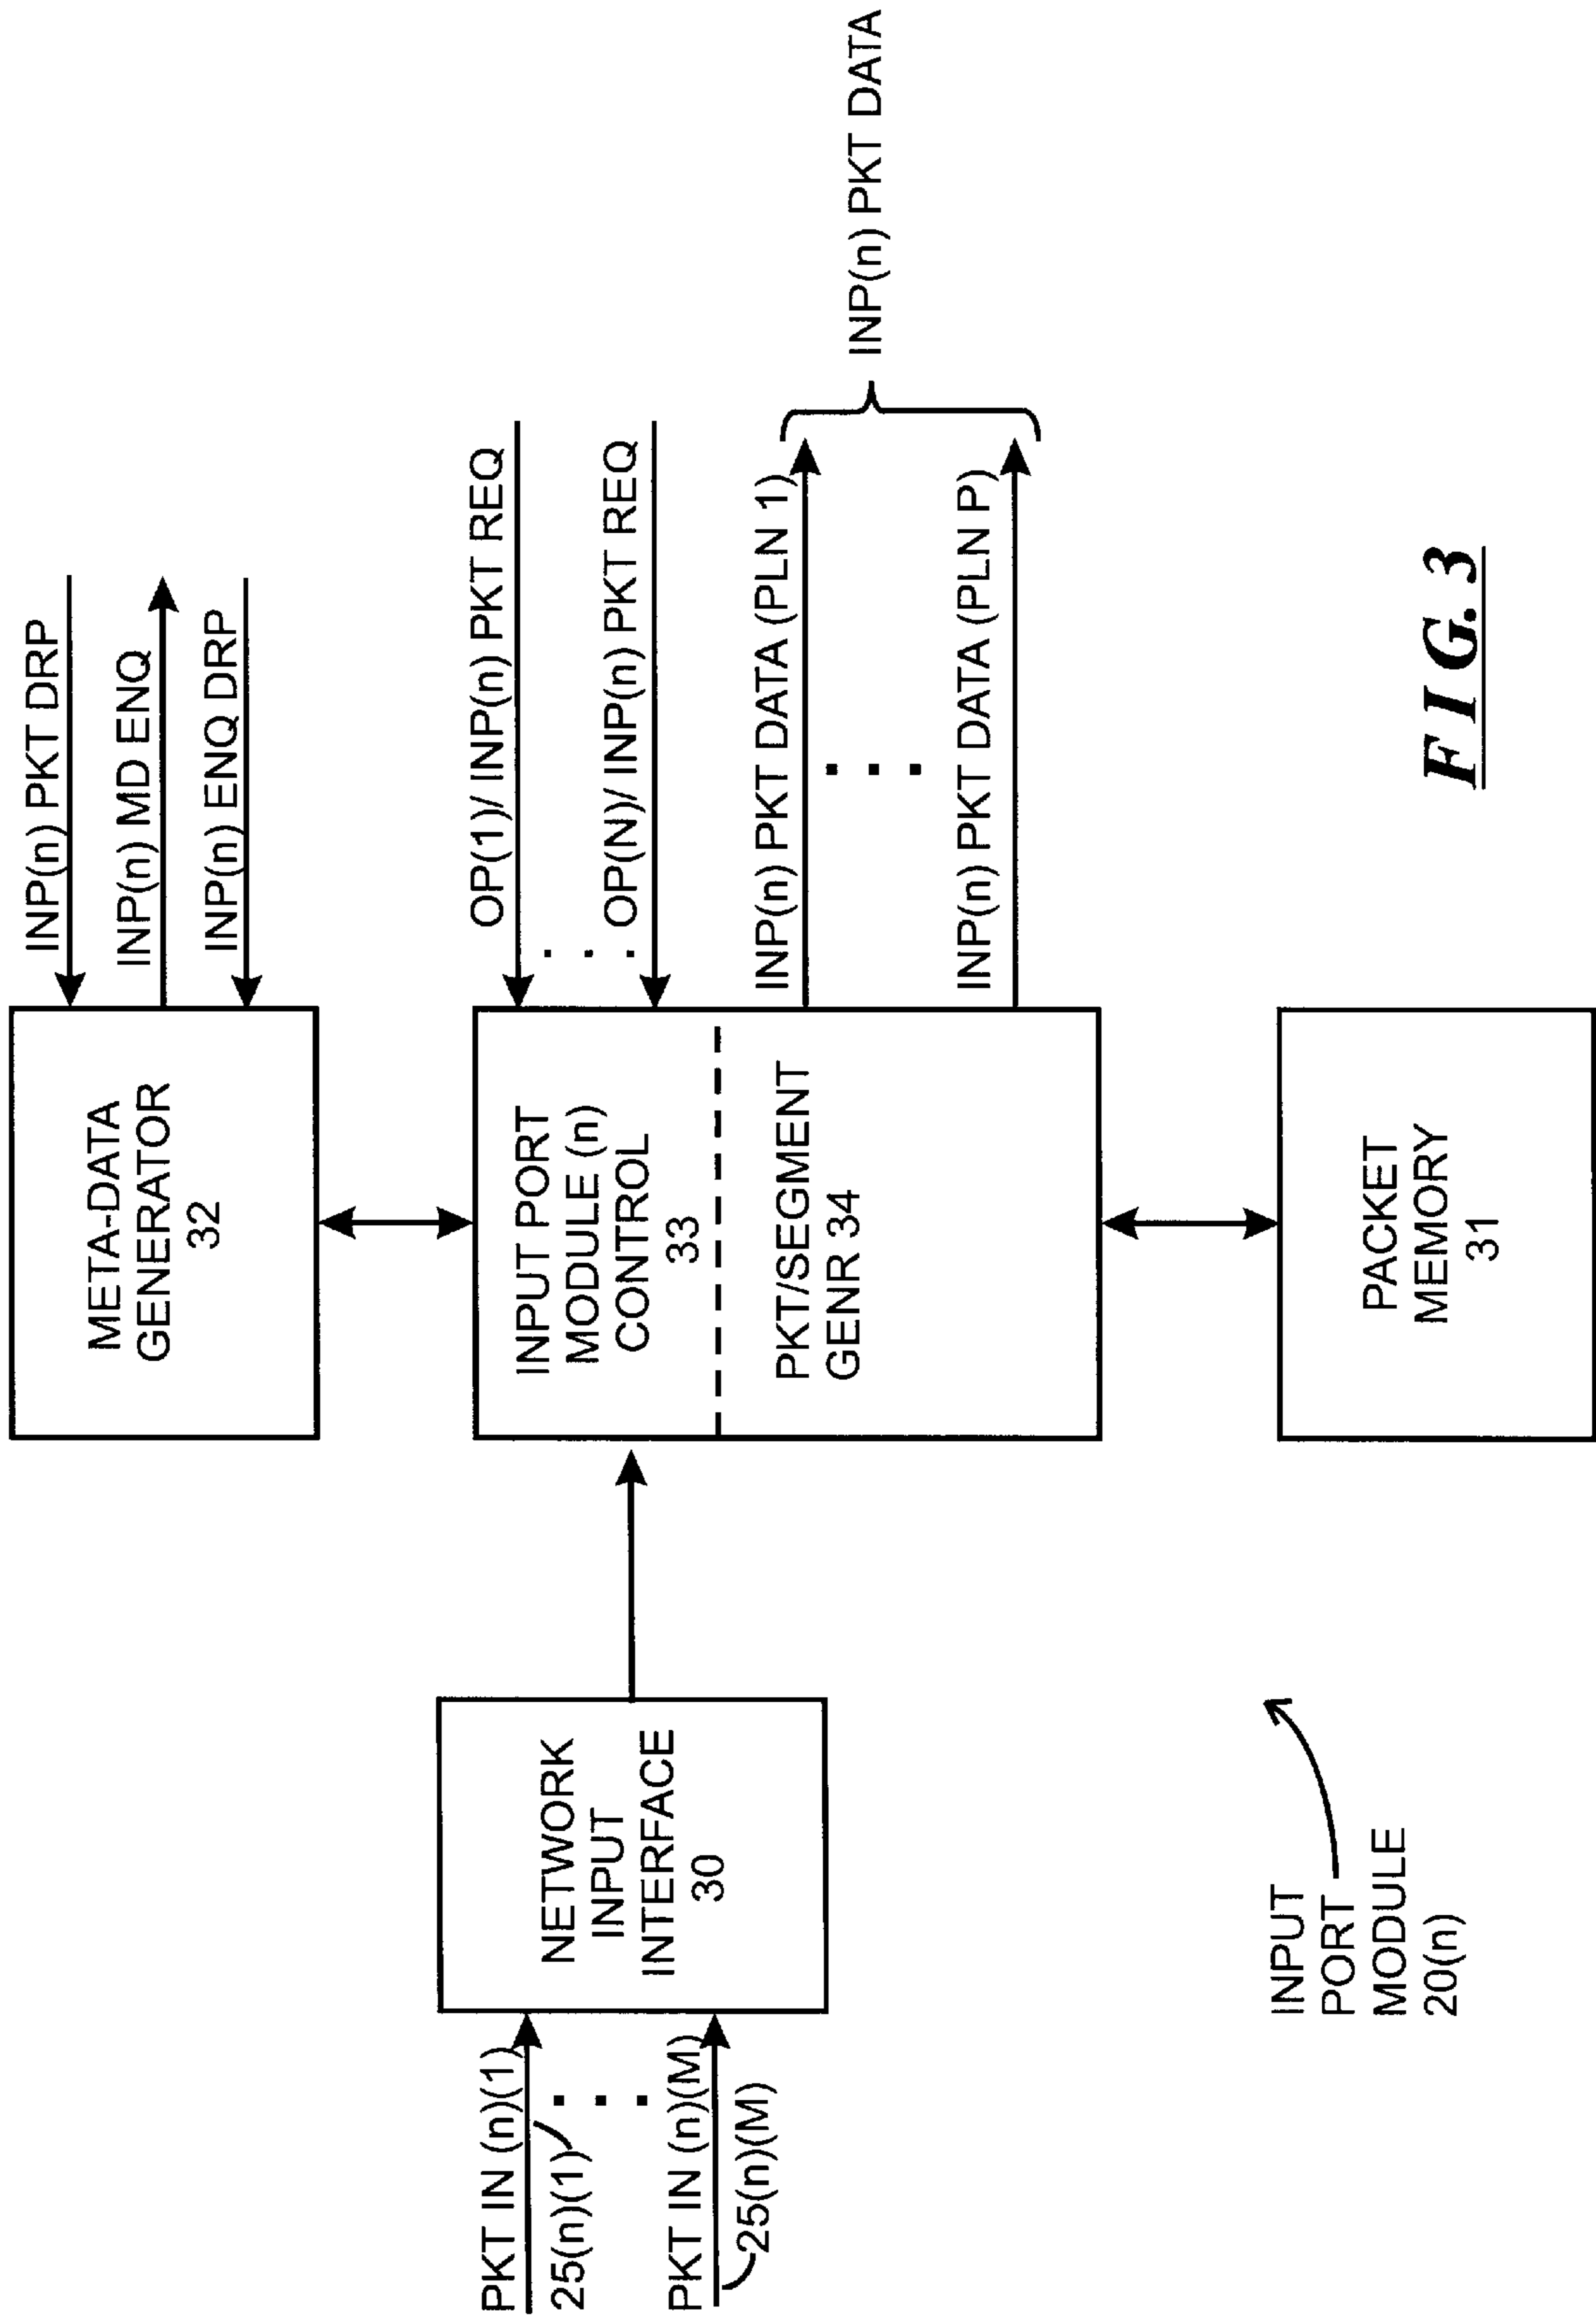 INP(n) PKT DRP
INP(n) MD ENQ
INP(n) ENQ DRP
META-DATA
GENERATOR
32
OP(1)/ INP(n) PKT REQ
OP(N)/ INP(n) PKT REQ
INPUT PORT
MODULE (n)
CONTROL
33
PKT/SEGMENT
GENR 34
INP(n) PKT DATA (PLN 1)
INP(n) PKT DATA (PLN P)
INP(n) PKT DATA
PKT IN (n)(1)
25(n)(1)
PKT IN (n)(M)
25(n)(M)
NETWORK
INPUT
INTERFACE
30
PACKET
MEMORY
31
INPUT
PORT
MODULE
20(n)
FIG. 3